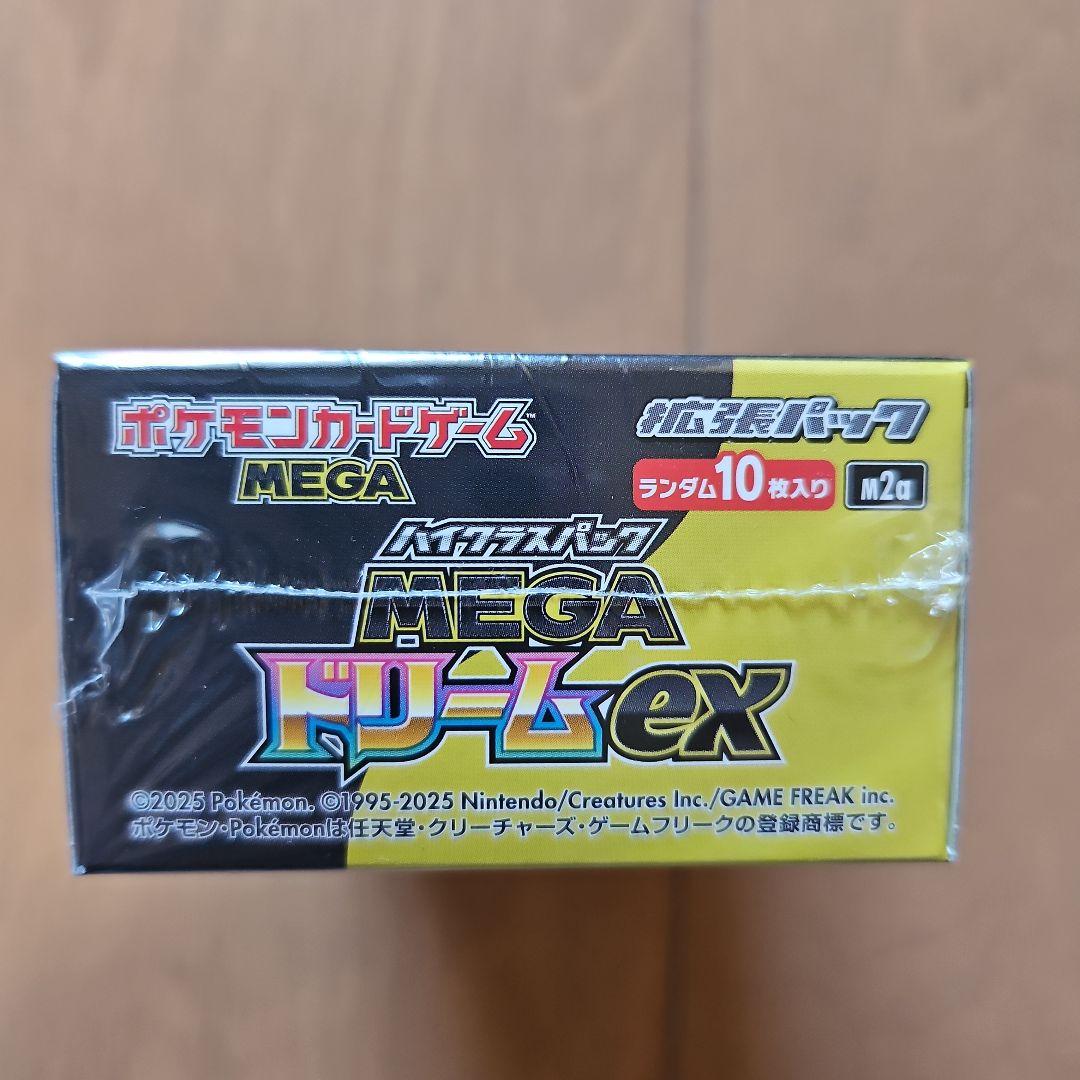 ポケモンカードゲーム™
MEGA
拡張パック
ランダム10枚入り
M2a
ハイクラスパック
MEGA
ドリームex
©2025 Pokémon. ©1995-2025 Nintendo/Creatures Inc./GAME FREAK inc.
ポケモン・Pokémonは任天堂・クリーチャーズ・ゲームフリークの登録商標です。